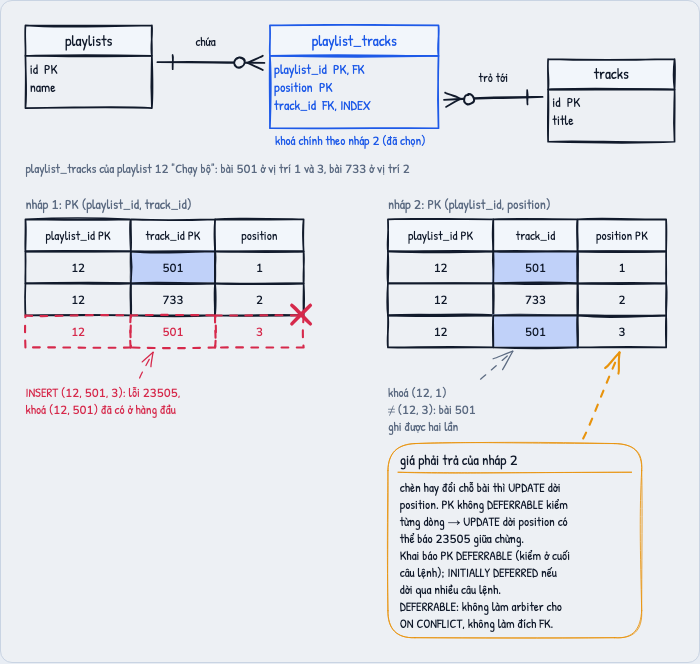 playlists
id PK
name
chứa
playlist_tracks
playlist_id PK, FK
position PK
track_id FK, INDEX
khoá chính theo nháp 2 (đã chọn)
trỏ tới
tracks
id PK
title
playlist_tracks của playlist 12 "Chạy bộ": bài 501 ở vị trí 1 và 3, bài 733 ở vị trí 2
nháp 1: PK (playlist_id, track_id)
playlist_id PK track_id PK position
12 501 1
12 733 2
12 501 3
INSERT (12, 501, 3): lỗi 23505,
khoá (12, 501) đã có ở hàng đầu
nháp 2: PK (playlist_id, position)
playlist_id PK track_id position PK
12 501 1
12 733 2
12 501 3
khoá (12, 1)
≠ (12, 3): bài 501
ghi được hai lần
giá phải trả của nháp 2
chèn hay đổi chỗ bài thì UPDATE dời
position. PK không DEFERRABLE kiểm
từng dòng → UPDATE dời position có
thể báo 23505 giữa chừng.
Khai báo PK DEFERRABLE (kiểm ở cuối
câu lệnh); INITIALLY DEFERRED nếu
dời qua nhiều câu lệnh.
DEFERRABLE: không làm arbiter cho
ON CONFLICT, không làm đích FK.